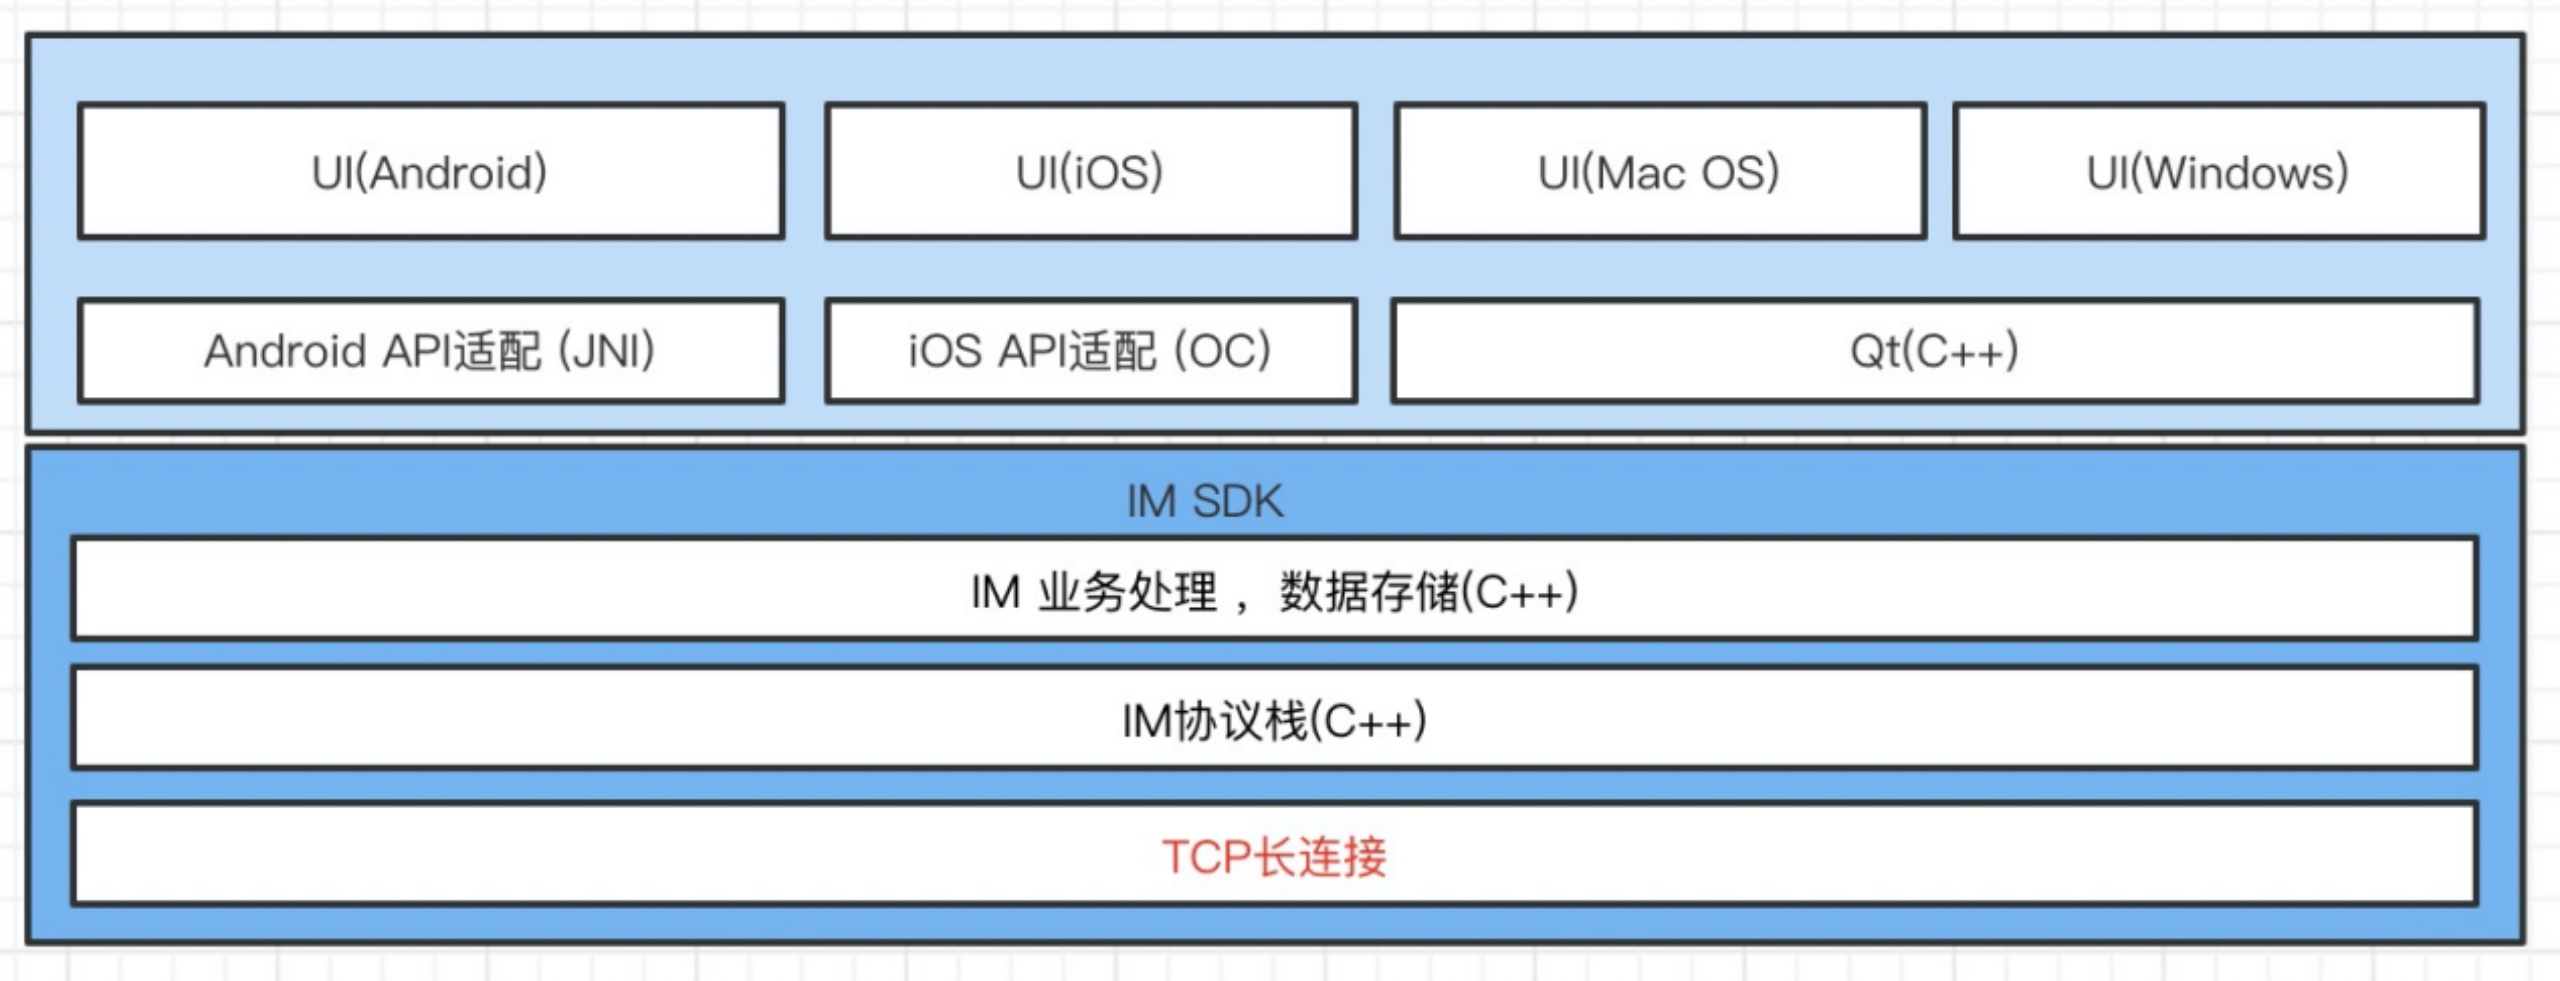 UI(Android)
UI(iOS)
UI(Mac OS)
UI(Windows)
Android API适配 (JNI)
iOS API适配 (OC)
Qt(C++)
IM SDK
IM 业务处理 ，数据存储(C++)
IM协议栈(C++)
TCP长连接